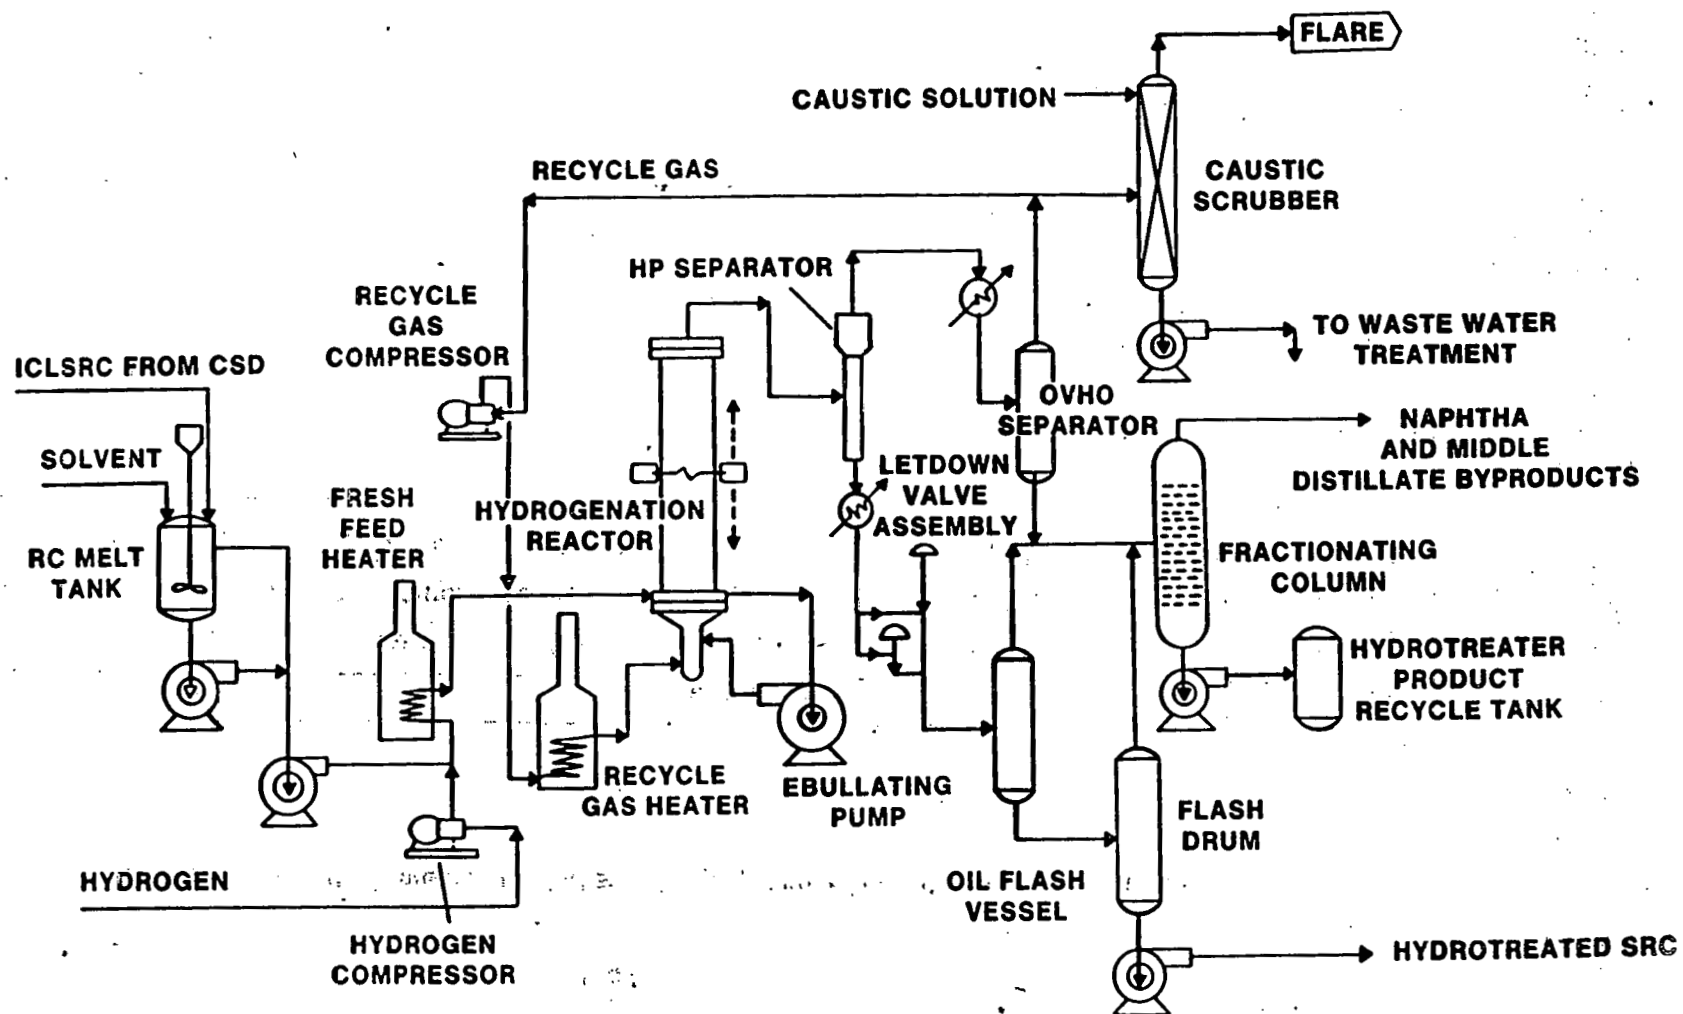 FLARE
CAUSTIC SOLUTION
RECYCLE GAS
CAUSTIC
SCRUBBER
HP SEPARATOR
RECYCLE
GAS
COMPRESSOR
TO WASTE WATER
TREATMENT
ICLSRC FROM CSD
OVHO
SEPARATOR
NAPHTHA
AND MIDDLE
DISTILLATE BYPRODUCTS
SOLVENT
LETDOWN
VALVE
ASSEMBLY
FRESH
FEED
HEATER
HYDROGENATION
REACTOR
RC MELT
TANK
FRACTIONATING
COLUMN
HYDROTREATER
PRODUCT
RECYCLE TANK
RECYCLE
GAS HEATER
EBULLATING
PUMP
FLASH
DRUM
HYDROGEN
OIL FLASH
VESSEL
HYDROGEN
COMPRESSOR
HYDROTREATED SRC